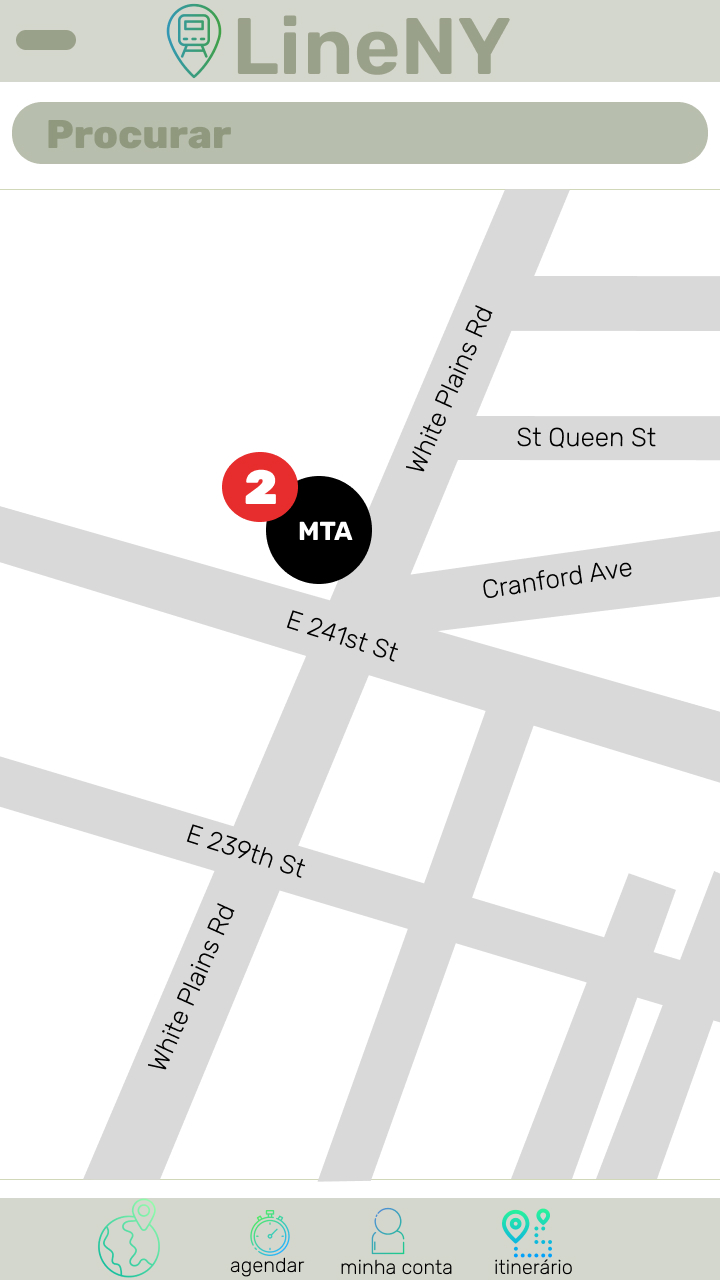 LineNY
Procurar
White Plains Rd
St Queen St
2
MTA
Cranford Ave
E 241st St
E 239th St
White Plains Rd
agendar
minha conta
itinerário